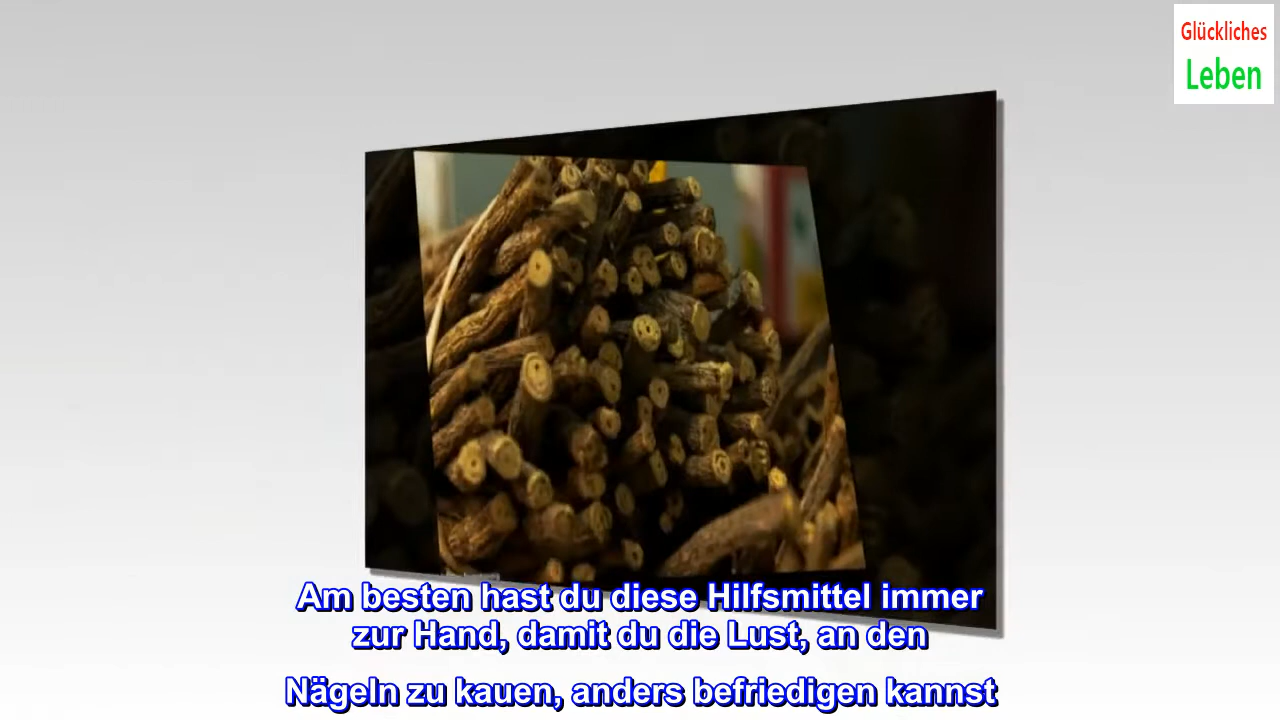 Glückliches
Leben
Am besten hast du diese Hilfsmittel immer
zur Hand, damit du die Lust, an den
Nägeln zu kauen, anders befriedigen kannst